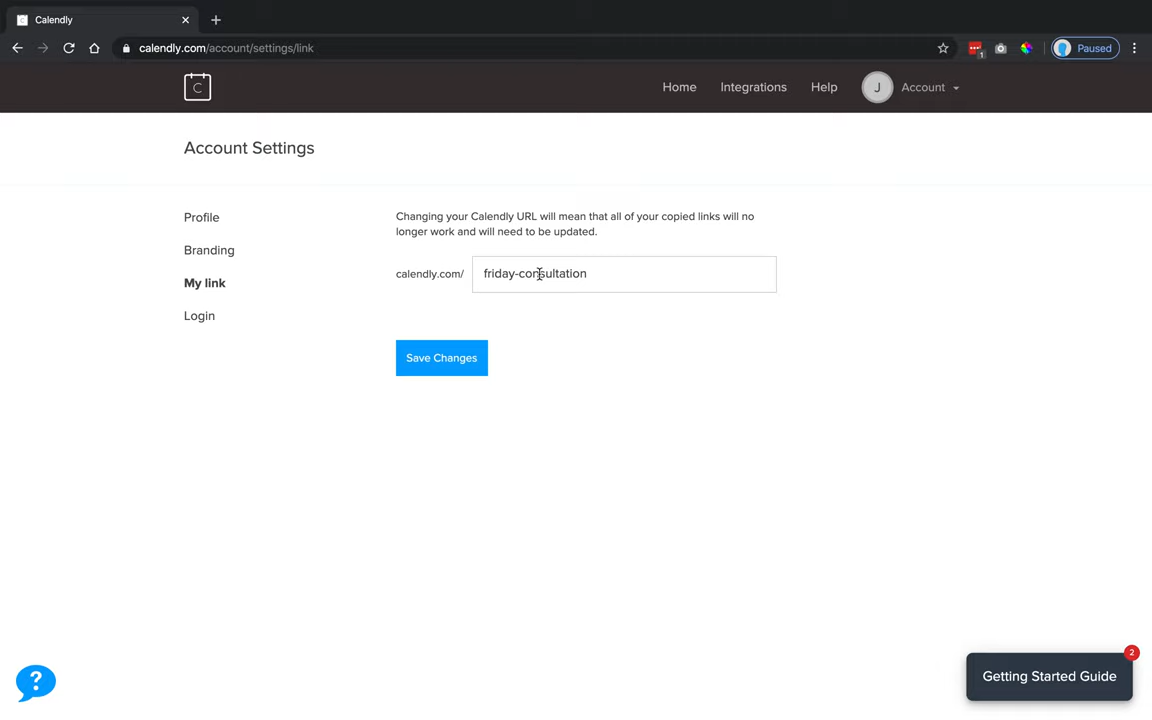 Calendly
calendly.com/account/settings/link
1
Paused
C
Home
Integrations
Help
J
Account
Account Settings
Profile
Branding
My link
Login
Changing your Calendly URL will mean that all of your copied links will no
longer work and will need to be updated.
calendly.com/
friday-consultation
Save Changes
?
2
Getting Started Guide